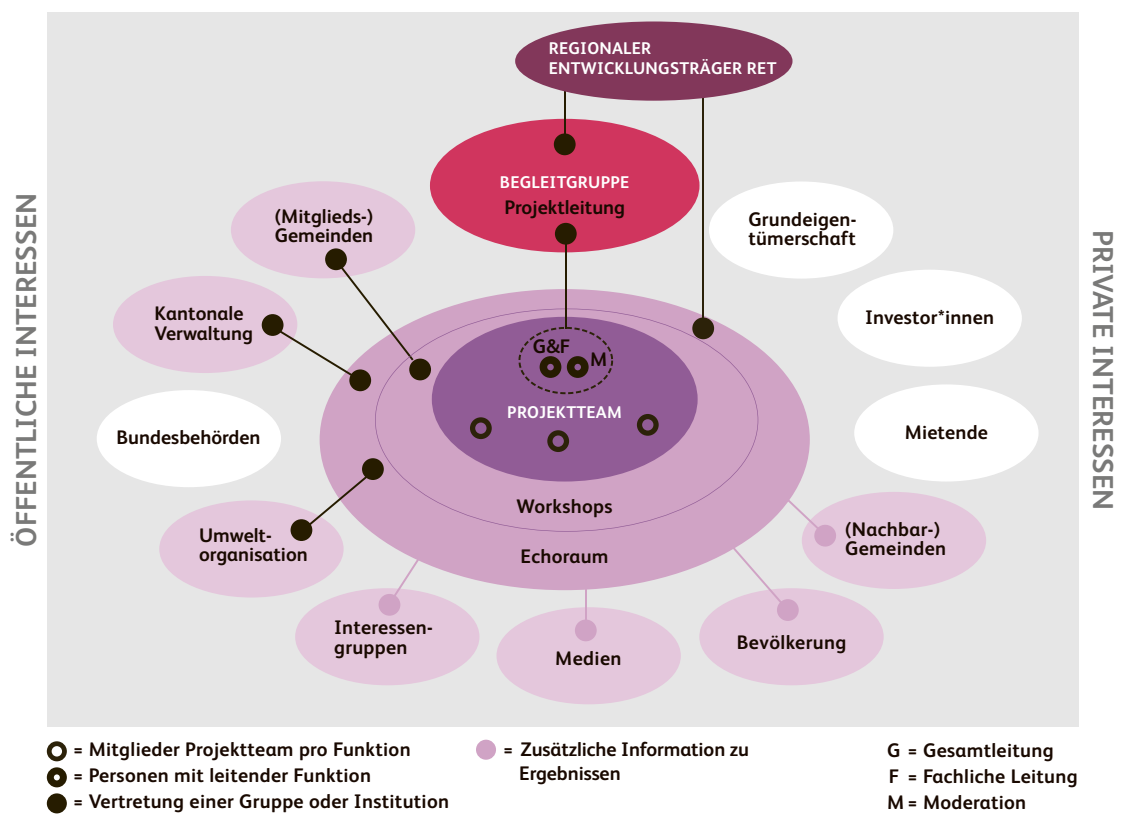 REGIONALER
ENTWICKLUNGSTRÄGER RET
BEGLEITGRUPPE
Projektleitung
(Mitglieds-)
Gemeinden
Grundeigen-
tümerschaft
Kantonale
Verwaltung
Investor*innen
G&F
M
PROJEKTTEAM
Bundesbehörden
Mietende
Workshops
Echoraum
Umwelt-
organisation
(Nachbar-)
Gemeinden
Interessen-
gruppen
Medien
Bevölkerung
ÖFFENTLICHE INTERESSEN
PRIVATE INTERESSEN
= Mitglieder Projektteam pro Funktion
= Personen mit leitender Funktion
= Vertretung einer Gruppe oder Institution
= Zusätzliche Information zu
Ergebnissen
G = Gesamtleitung
F = Fachliche Leitung
M = Moderation